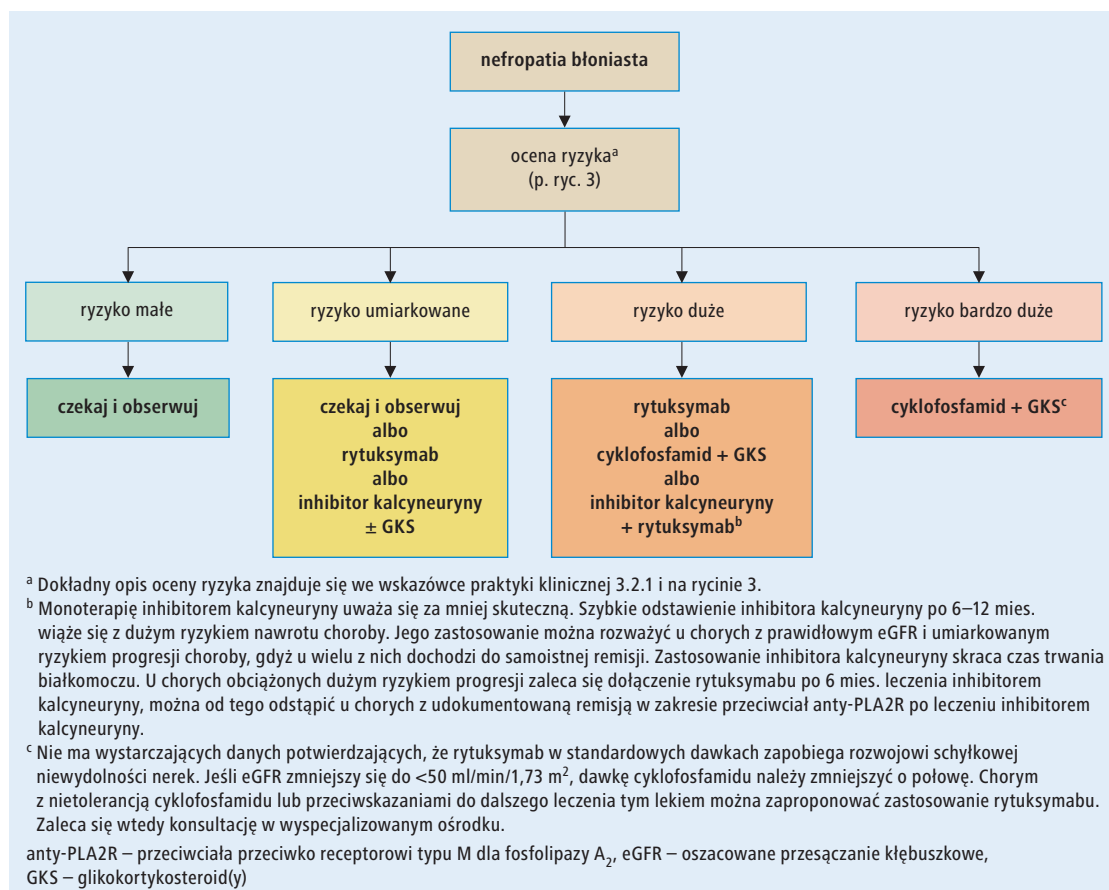 nefropatia błoniasta
ocena ryzykaᵃ
(p. ryc. 3)
ryzyko małe
ryzyko umiarkowane
ryzyko duże
ryzyko bardzo duże
czekaj i obserwuj
czekaj i obserwuj
albo
rytuksymab
albo
inhibitor kalcyneuryny
± GKS
rytuksymab
albo
cyklofosfamid + GKS
albo
inhibitor kalcyneuryny
+ rytuksymabᵇ
cyklofosfamid + GKSᶜ
ᵃ Dokładny opis oceny ryzyka znajduje się we wskazówce praktyki klinicznej 3.2.1 i na rycinie 3.
ᵇ Monoterapię inhibitorem kalcyneuryny uważa się za mniej skuteczną. Szybkie odstawienie inhibitora kalcyneuryny po 6–12 mies.
wiąże się z dużym ryzykiem nawrotu choroby. Jego zastosowanie można rozważyć u chorych z prawidłowym eGFR i umiarkowanym
ryzykiem progresji choroby, gdyż u wielu z nich dochodzi do samoistnej remisji. Zastosowanie inhibitora kalcyneuryny skraca czas trwania
białkomoczu. U chorych obciążonych dużym ryzykiem progresji zaleca się dołączenie rytuksymabu po 6 mies. leczenia inhibitorem
kalcyneuryny, można od tego odstąpić u chorych z udokumentowaną remisją w zakresie przeciwciał anty-PLA2R po leczeniu inhibitorem
kalcyneuryny.
ᶜ Nie ma wystarczających danych potwierdzających, że rytuksymab w standardowych dawkach zapobiega rozwojowi schyłkowej
niewydolności nerek. Jeśli eGFR zmniejszy się do <50 ml/min/1,73 m², dawkę cyklofosfamidu należy zmniejszyć o połowę. Chorym
z nietolerancją cyklofosfamidu lub przeciwskazaniami do dalszego leczenia tym lekiem można zaproponować zastosowanie rytuksymabu.
Zaleca się wtedy konsultację w wyspecjalizowanym ośrodku.
anty-PLA2R – przeciwciała przeciwko receptorowi typu M dla fosfolipazy A₂, eGFR – oszacowane przesączanie kłębuszkowe,
GKS – glikokortykosteroid(y)